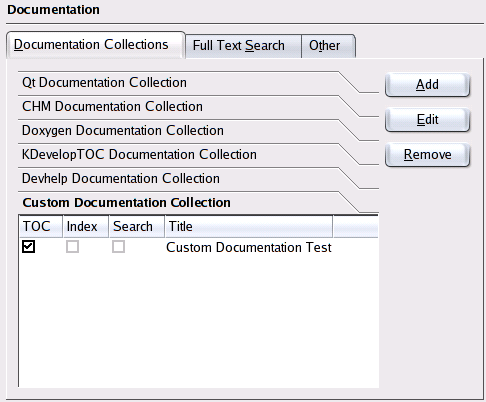 Documentation
Documentation Collections Full Text Search Other
Qt Documentation Collection
CHM Documentation Collection
Doxygen Documentation Collection
KDevelopTOC Documentation Collection
Devhelp Documentation Collection
Custom Documentation Collection
TOC Index Search Title
Custom Documentation Test
Add
Edit
Remove